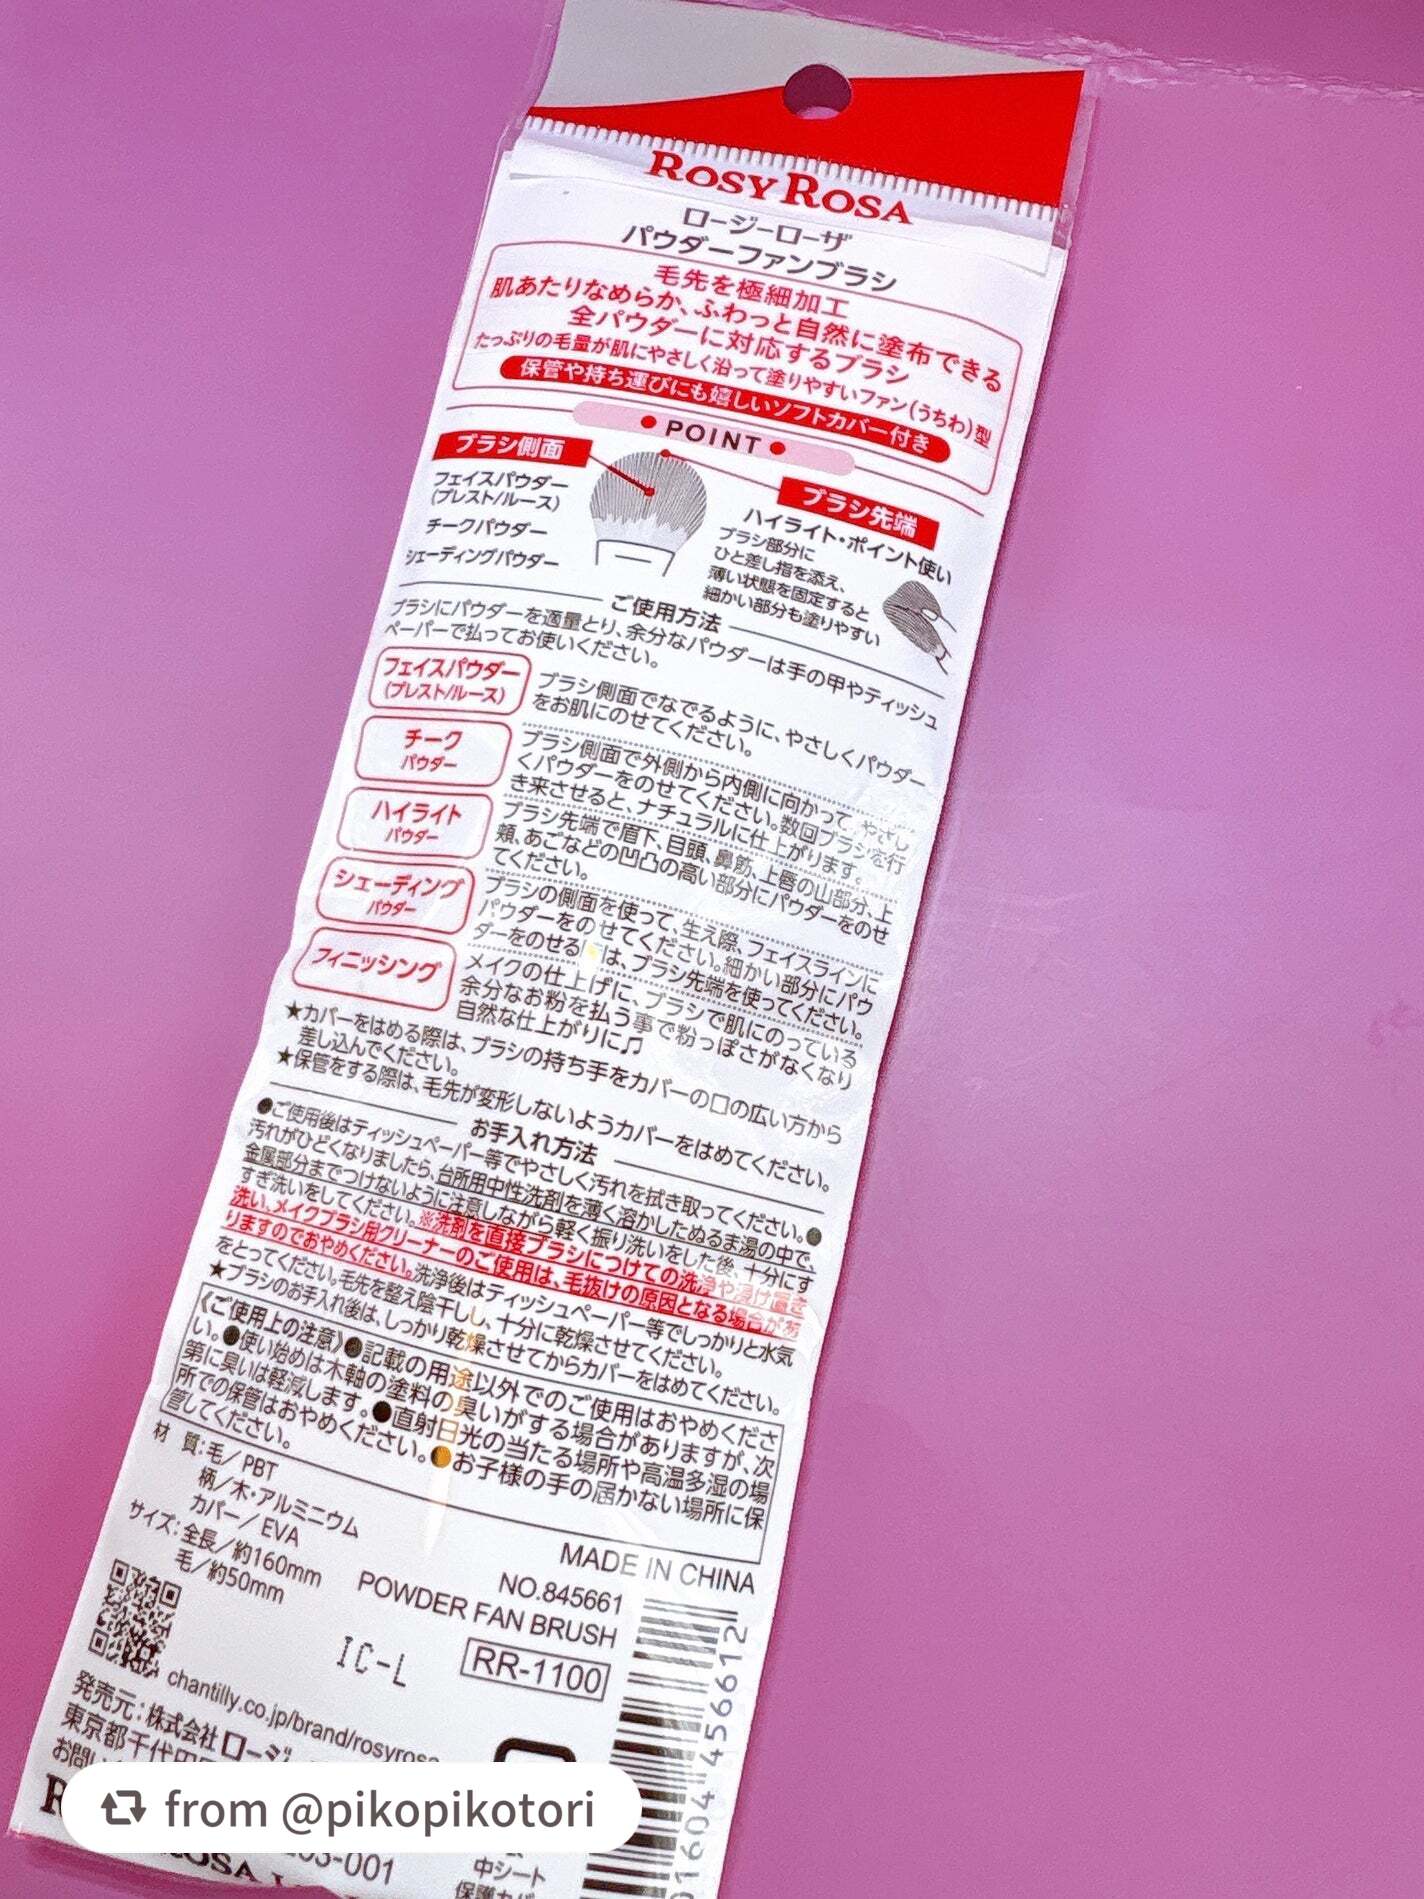 ROSY ROSA
ロージーローザ
パウダーファンブラシ
毛先を極細加工
肌あたりなめらか、ふわっと自然に塗布できる
全パウダーに対応するブラシ
たっぷりの毛量が肌にやさしく沿って塗りやすいファン(うちわ)型
保管や持ち運びにも嬉しいソフトカバー付き
•POINT•
ブラシ側面
フェイスパウダー
(プレスト/ルース)
チークパウダー
シェーディングパウダー
ブラシ先端
ハイライト・ポイント使い
ブラシ部分に
ひと差し指を添え、
薄い状態を固定すると
細かい部分も塗りやすい
ご使用方法
ブラシにパウダーを適量とり、余分なパウダーは手の甲やティッシュ
ペーパーで払ってお使いください。
フェイスパウダー
(プレスト/ルース)
ブラシ側面でなでるように、やさしくパウダー
をお肌にのせてください。
チーク
パウダー
ブラシ側面で外側から内側に向かって、やさし
くパウダーをのせてください。数回ブラシを行
き来させると、ナチュラルに仕上がります。
ハイライト
パウダー
ブラシ先端で眉下、目頭、鼻筋、上唇の山部分、上
頬、あごなどの凹凸の高い部分にパウダーをのせ
てください。
シェーディング
パウダー
ブラシの側面を使って、生え際、フェイスラインに
パウダーをのせてください。細かい部分にパウ
ダーをのせる は、ブラシ先端を使ってください。
フィニッシング
メイクの仕上げに、ブラシで肌にのっている
余分なお粉を払う事で粉っぽさがなくなり
自然な仕上がりに♫
★カバーをはめる際は、ブラシの持ち手をカバーの口の広い方から
差し込んでください。
★保管をする際は、毛先が変形しないようカバーをはめてください。
お手入れ方法
●ご使用後はティッシュペーパー等でやさしく汚れを拭き取ってください。●
汚れがひどくなりましたら、台所用中性洗剤を薄く溶かしたぬるま湯の中で、
金属部分までつけないように注意しながら軽く振り洗いをした後、十分にす
すぎ洗いをしてください。※洗剤を直接ブラシにつけての洗浄や浸け置き
洗い、メイクブラシ用クリーナーのご使用は、毛抜けの原因となる場合があ
りますのでおやめください。洗浄後はティッシュペーパー等でしっかりと水気
をとってください。毛先を整え陰干しし、十分に乾燥させてください。
★ブラシのお手入れ後は、しっかり乾燥させてからカバーをはめてください。
《ご使用上の注意》●記載の用途以外でのご使用はおやめくださ
い。●使い始めは木軸の塗料の臭いがする場合がありますが、次
第に臭いは軽減します。●直射日光の当たる場所や高温多湿の場
所での保管はおやめください。●お子様の手の届かない場所に保
管してください。
材 質:毛/PBT
柄/木・アルミニウム
カバー/EVA
サイズ:全長/約160mm
毛/約50mm
MADE IN CHINA
NO.845661
POWDER FAN BRUSH
IC-L
RR-1100
chantilly.co.jp/brand/rosyrosa
発売元:株式会社ロージ
東京都千代田
お問
from @pikopikotori
-001
中シート
456612